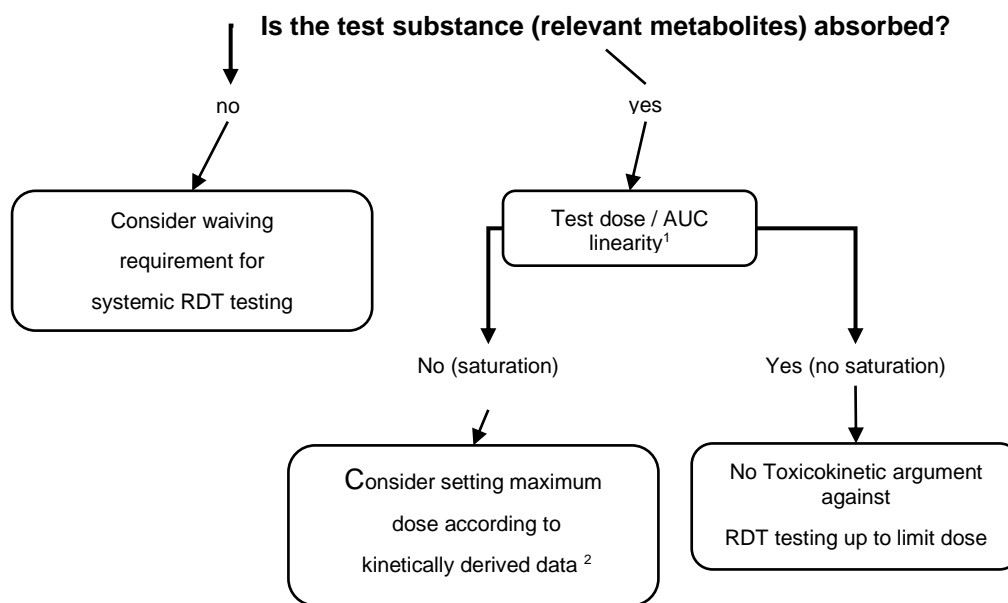 Is the test substance (relevant metabolites) absorbed?
no
yes
Consider waiving
requirement for
systemic RDT testing
Test dose / AUC
linearity¹
No (saturation)
Yes (no saturation)
Consider setting maximum
dose according to
kinetically derived data ²
No Toxicokinetic argument
against
RDT testing up to limit dose